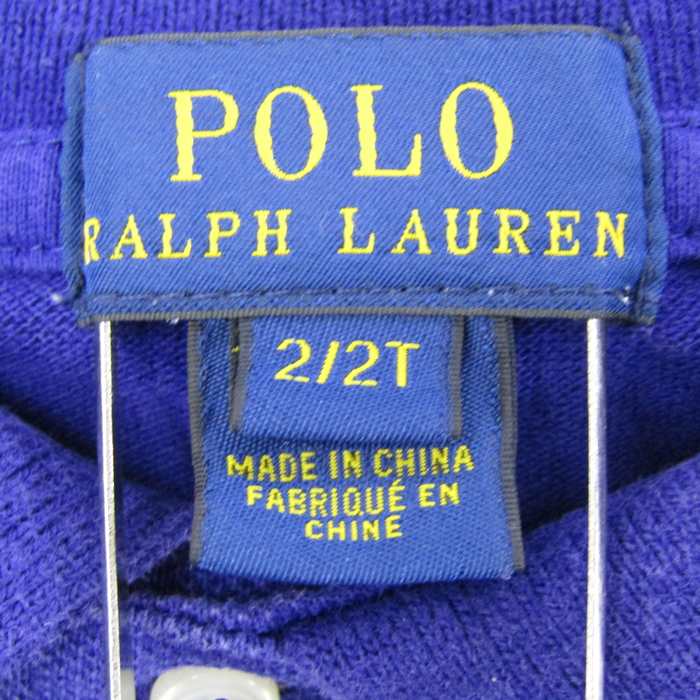 POLO
RALPH LAUREN
2/2T
MADE IN CHINA
FABRIQUÉ EN
CHINE